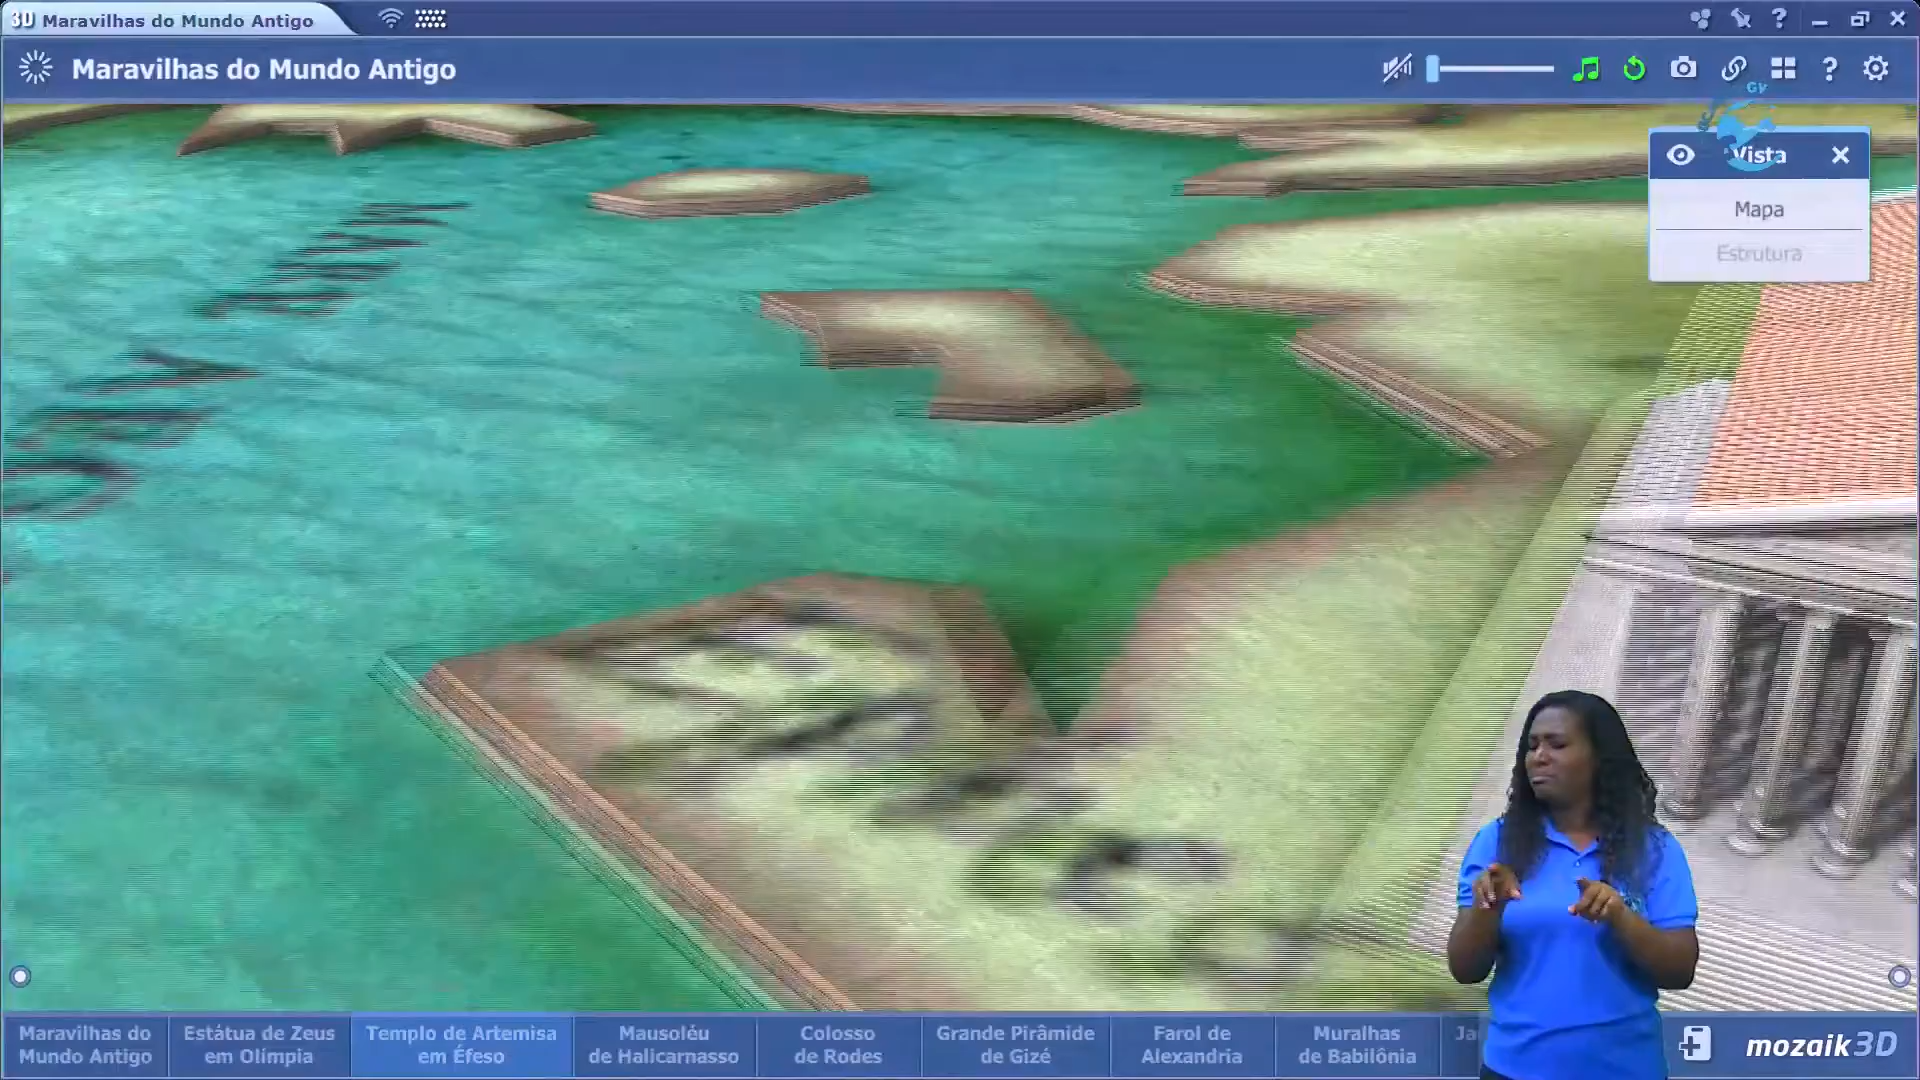 3D Maravilhas do Mundo Antigo
Maravilhas do Mundo Antigo
Vista
Mapa
Estrutura
Maravilhas do
Mundo Antigo
Estátua de Zeus
em Olímpia
Templo de Artemisa
em Éfeso
Mausoléu
de Halicarnasso
Colosso
de Rodes
Grande Pirâmide
de Gizé
Farol de
Alexandria
Muralhas
de Babilônia
mozaik3D